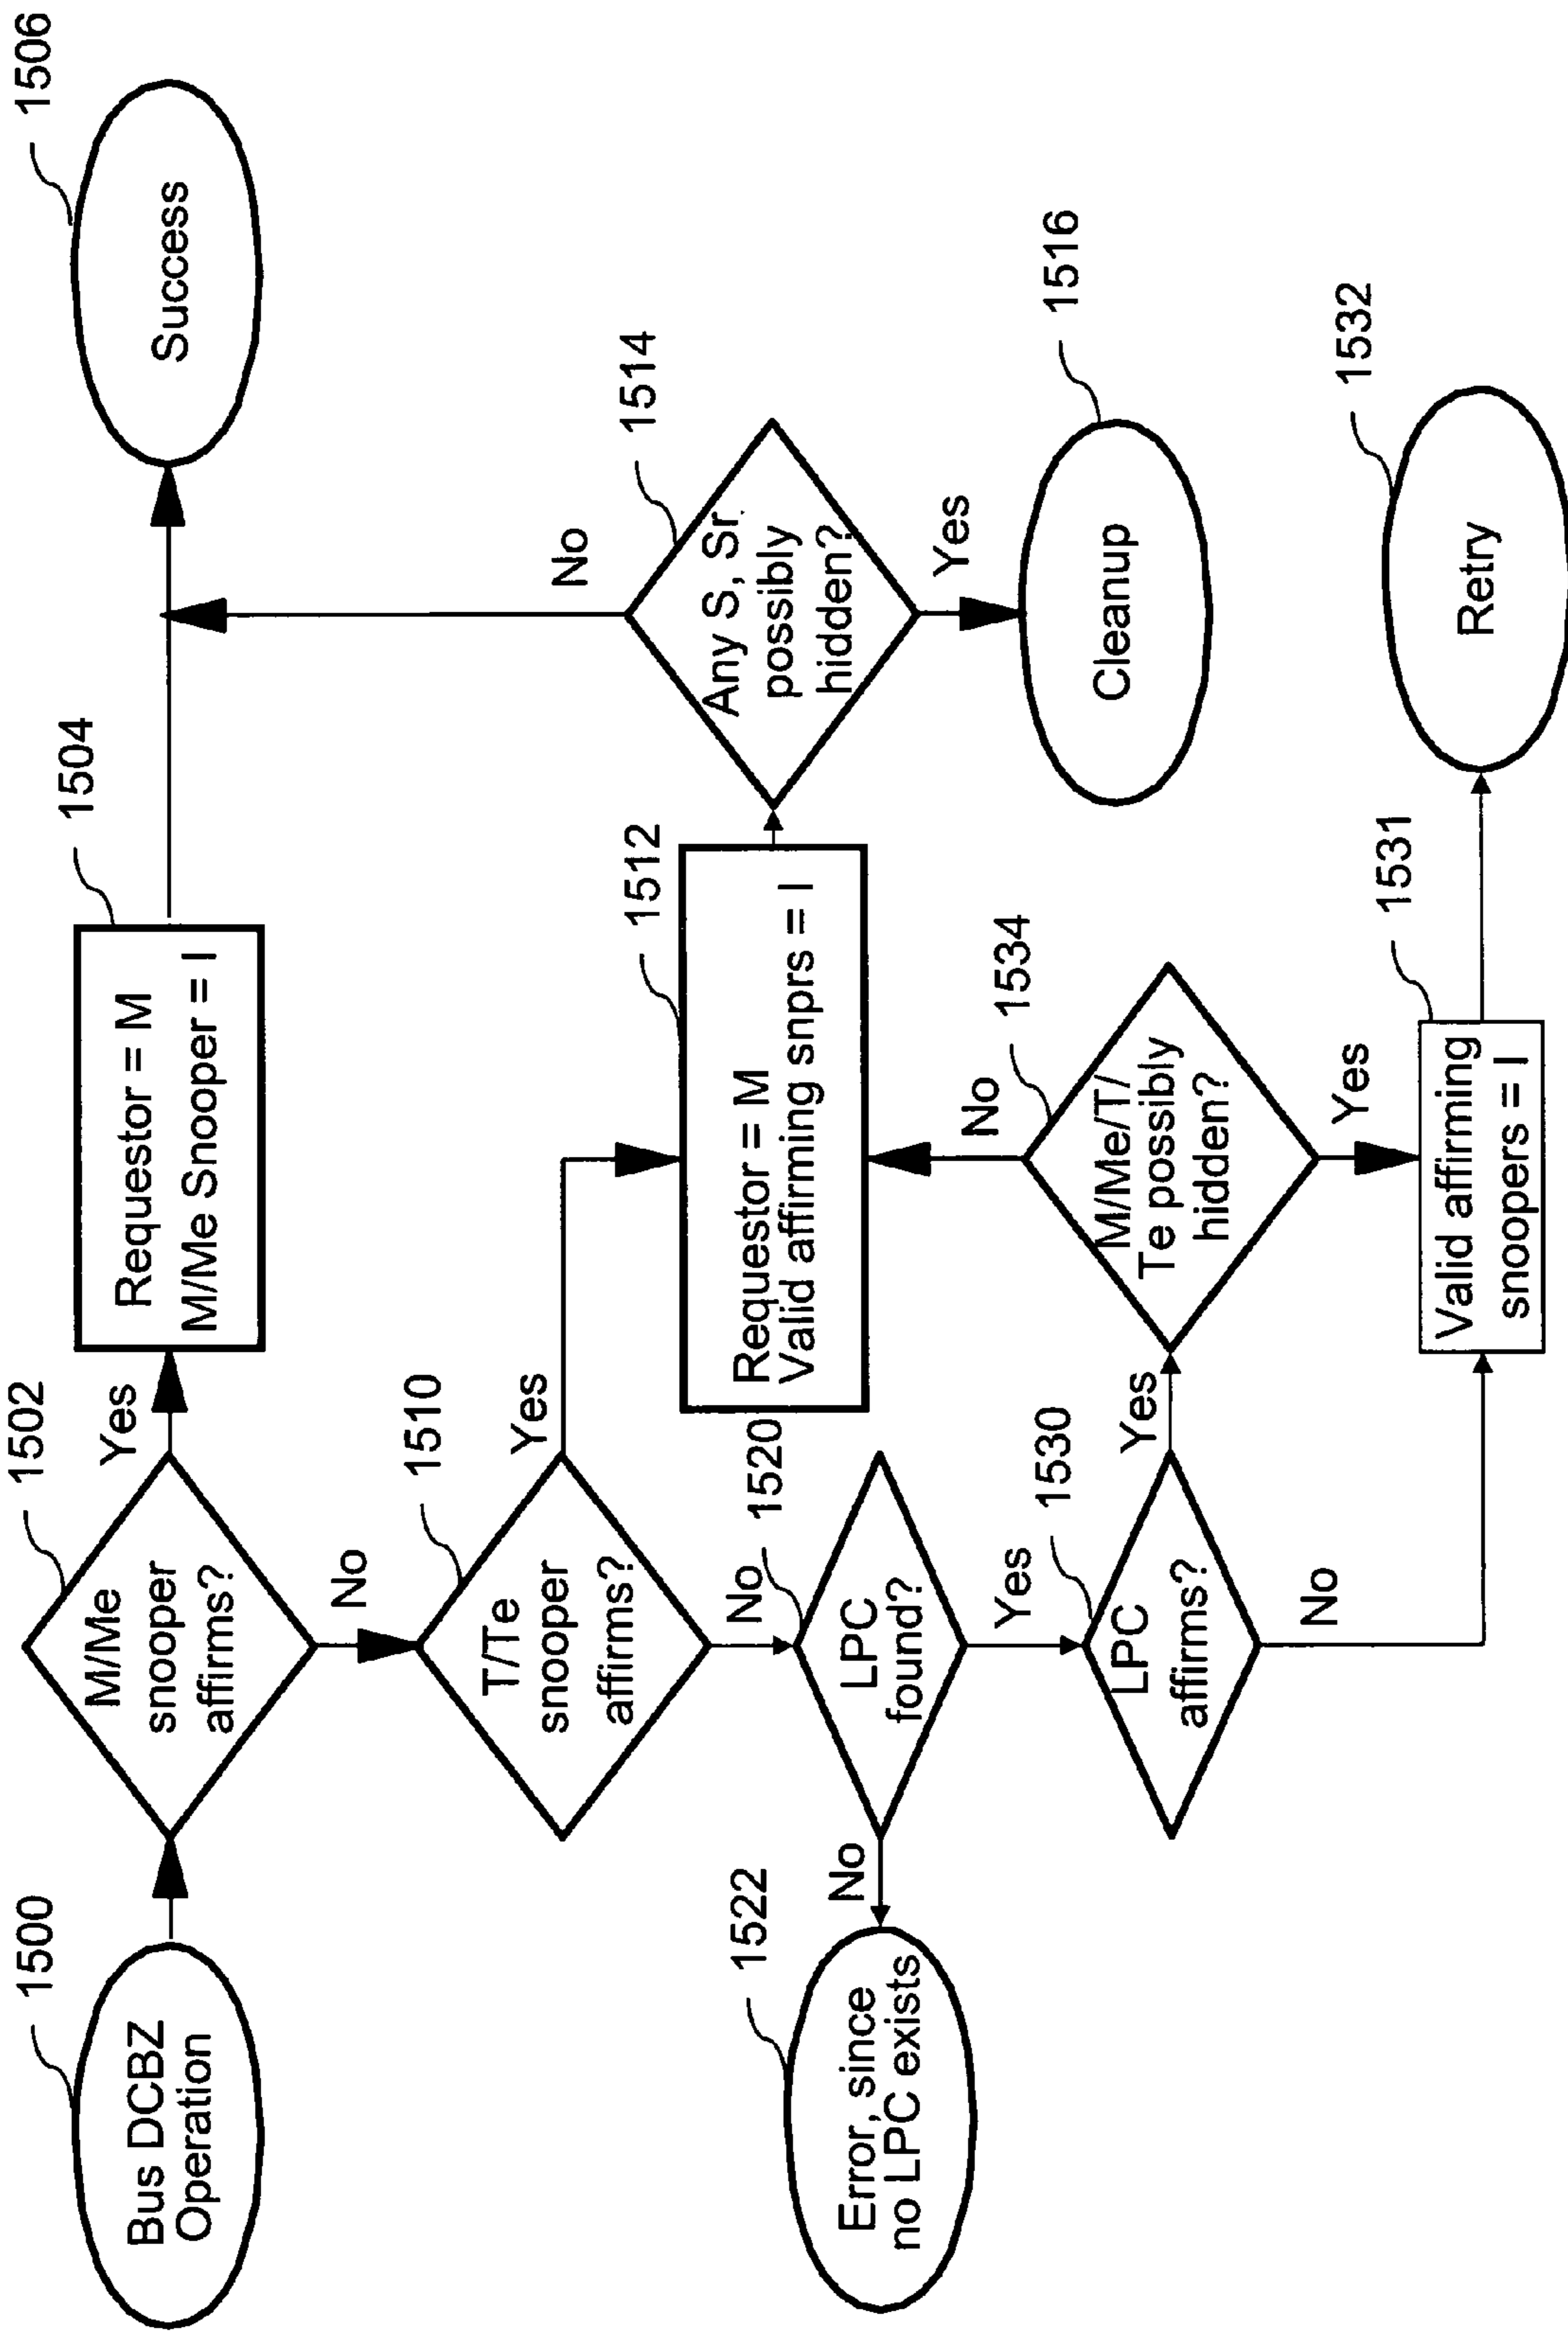 1500
Bus DCBZ
Operation
1502
M/Me
snooper
affirms?
Yes
No
1504
Requestor = M
M/Me Snooper = I
1506
Success
1510
T/Te
snooper
affirms?
Yes
No
1512
Requestor = M
Valid affirming snprs = I
1514
Any S, Sr
possibly
hidden?
No
Yes
1516
Cleanup
1520
LPC
found?
No
Yes
1522
Error, since
no LPC exists
1530
LPC
affirms?
Yes
No
1534
M/Me/T/
Te possibly
hidden?
No
Yes
1531
Valid affirming
snoopers = I
1532
Retry